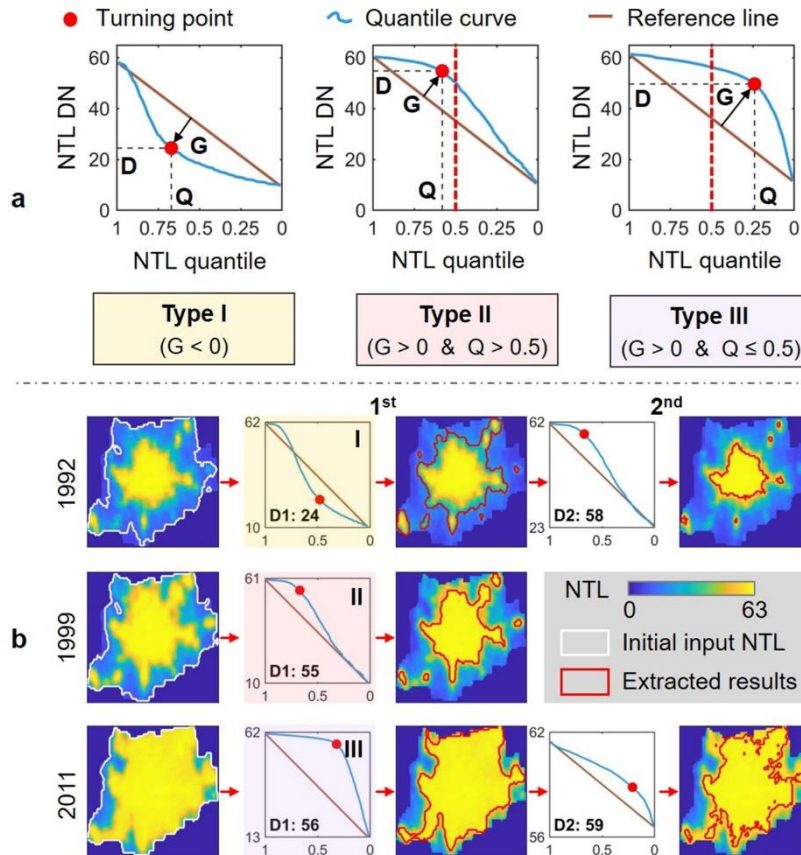 Turning point Quantile curve Reference line
NTL DN
60
40
20
0
D
G
Q
1 0.75 0.5 0.25 0
NTL quantile
NTL DN
60
40
20
0
D
G
Q
1 0.75 0.5 0.25 0
NTL quantile
NTL DN
60
40
20
0
D
G
Q
1 0.75 0.5 0.25 0
NTL quantile
a
Type I
(G < 0)
Type II
(G > 0 & Q > 0.5)
Type III
(G > 0 & Q ≤ 0.5)
1st
2nd
b
1992
62
I
D1: 24
10
1 0.5 0
62
D2: 58
23
1 0.5 0
1999
61
II
D1: 55
10
1 0.5 0
NTL
0 63
Initial input NTL
Extracted results
2011
62
III
D1: 56
13
1 0.5 0
62
D2: 59
56
1 0.5 0